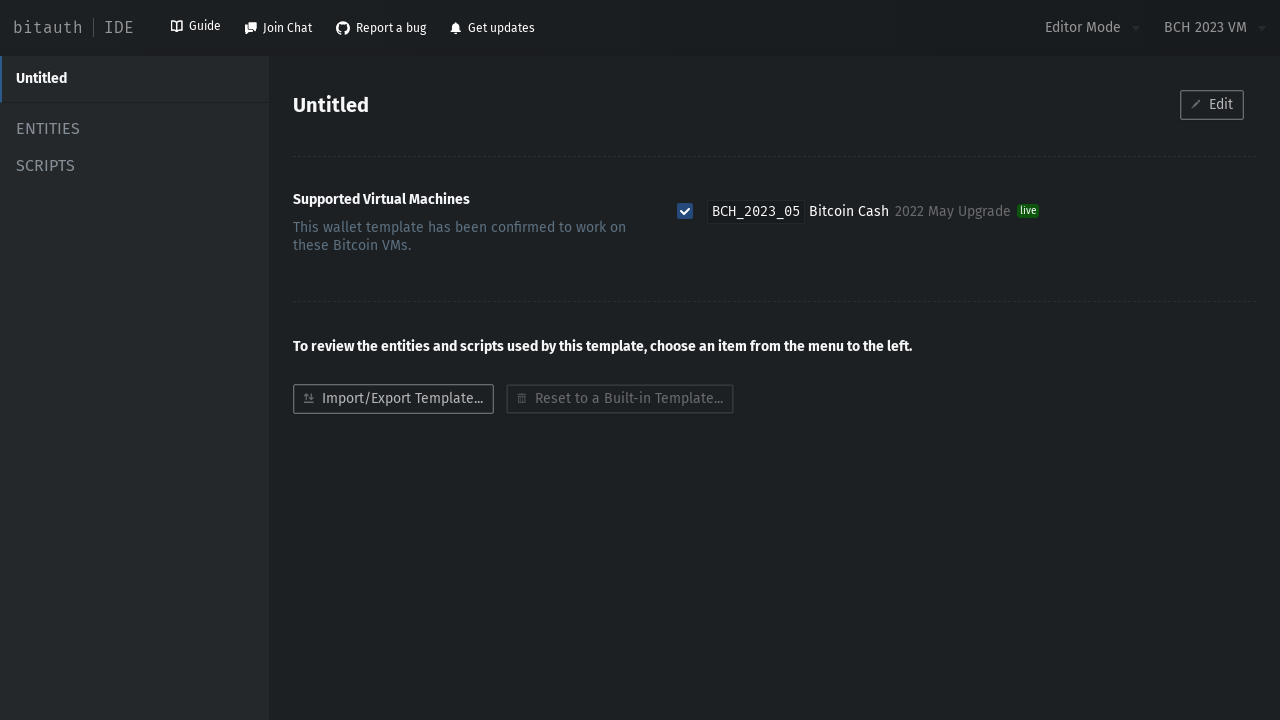 bitauth | IDE
Guide
Join Chat
Report a bug
Get updates
Editor Mode
BCH 2023 VM
Untitled
ENTITIES
SCRIPTS
Untitled
Edit
Supported Virtual Machines
This wallet template has been confirmed to work on
these Bitcoin VMs.
BCH_2023_05 Bitcoin Cash 2022 May Upgrade live
To review the entities and scripts used by this template, choose an item from the menu to the left.
Import/Export Template...
Reset to a Built-in Template...